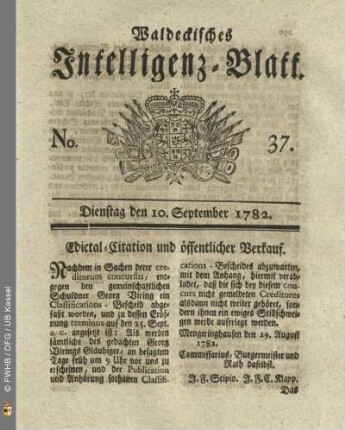 Waldeckisches
Intelligenz-Blatt.
No. 37.
Dienstag den 10. September 1782.
Edictal-Citation und öffentlicher Verkauf.
Nachdem in Sachen derer cre-
ditorum concursus, ent-
gegen den gemeinschaftlichen
Schuldner Georg Viring ein
Classifications - Bescheid abge-
faßt worden, und zu dessen Eröf-
nung terminus auf den 25. Sept.
a. c. angesetzt ist: Als werden
sämtliche des gedachten Georg
Virings Gläubiger, an besagten
Tage früh um 9 Uhr vor uns zu
erscheinen, und der Publication
und Anhörung sothanen Classifi-
cations - Bescheides abzuwarten,
mit dem Anhang, hiermit verab-
ladet, daß die sich bey diesem con-
curs nicht gemeldeten Creditores
alsdann nicht weiter gehöret, son-
dern ihnen ein ewiges Stillschwei-
gen werde auferlegt werden.
Mengeringhausen den 29. August
1782.
Commissarius, Burgermeister und
Rath daselbst.
J. F. Scipio. J. F. C. Klapp.
Das
© FWHB / DFG / UB Kassel